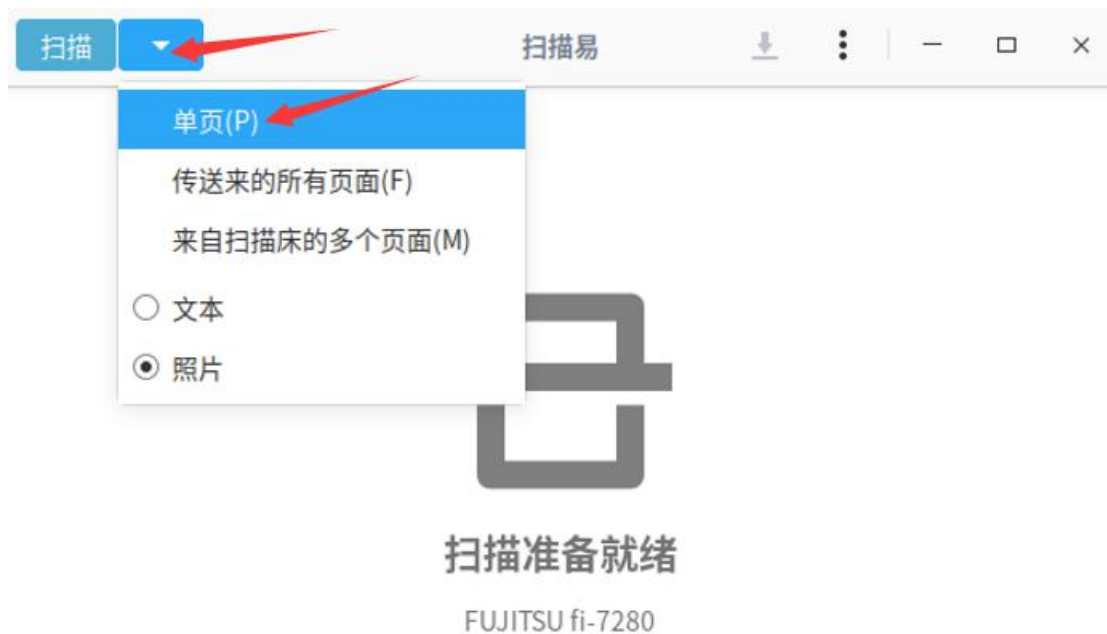 扫描
扫描易
单页(P)
传送来的所有页面(F)
来自扫描床的多个页面(M)
文本
照片
扫描准备就绪
FUJITSU fi-7280